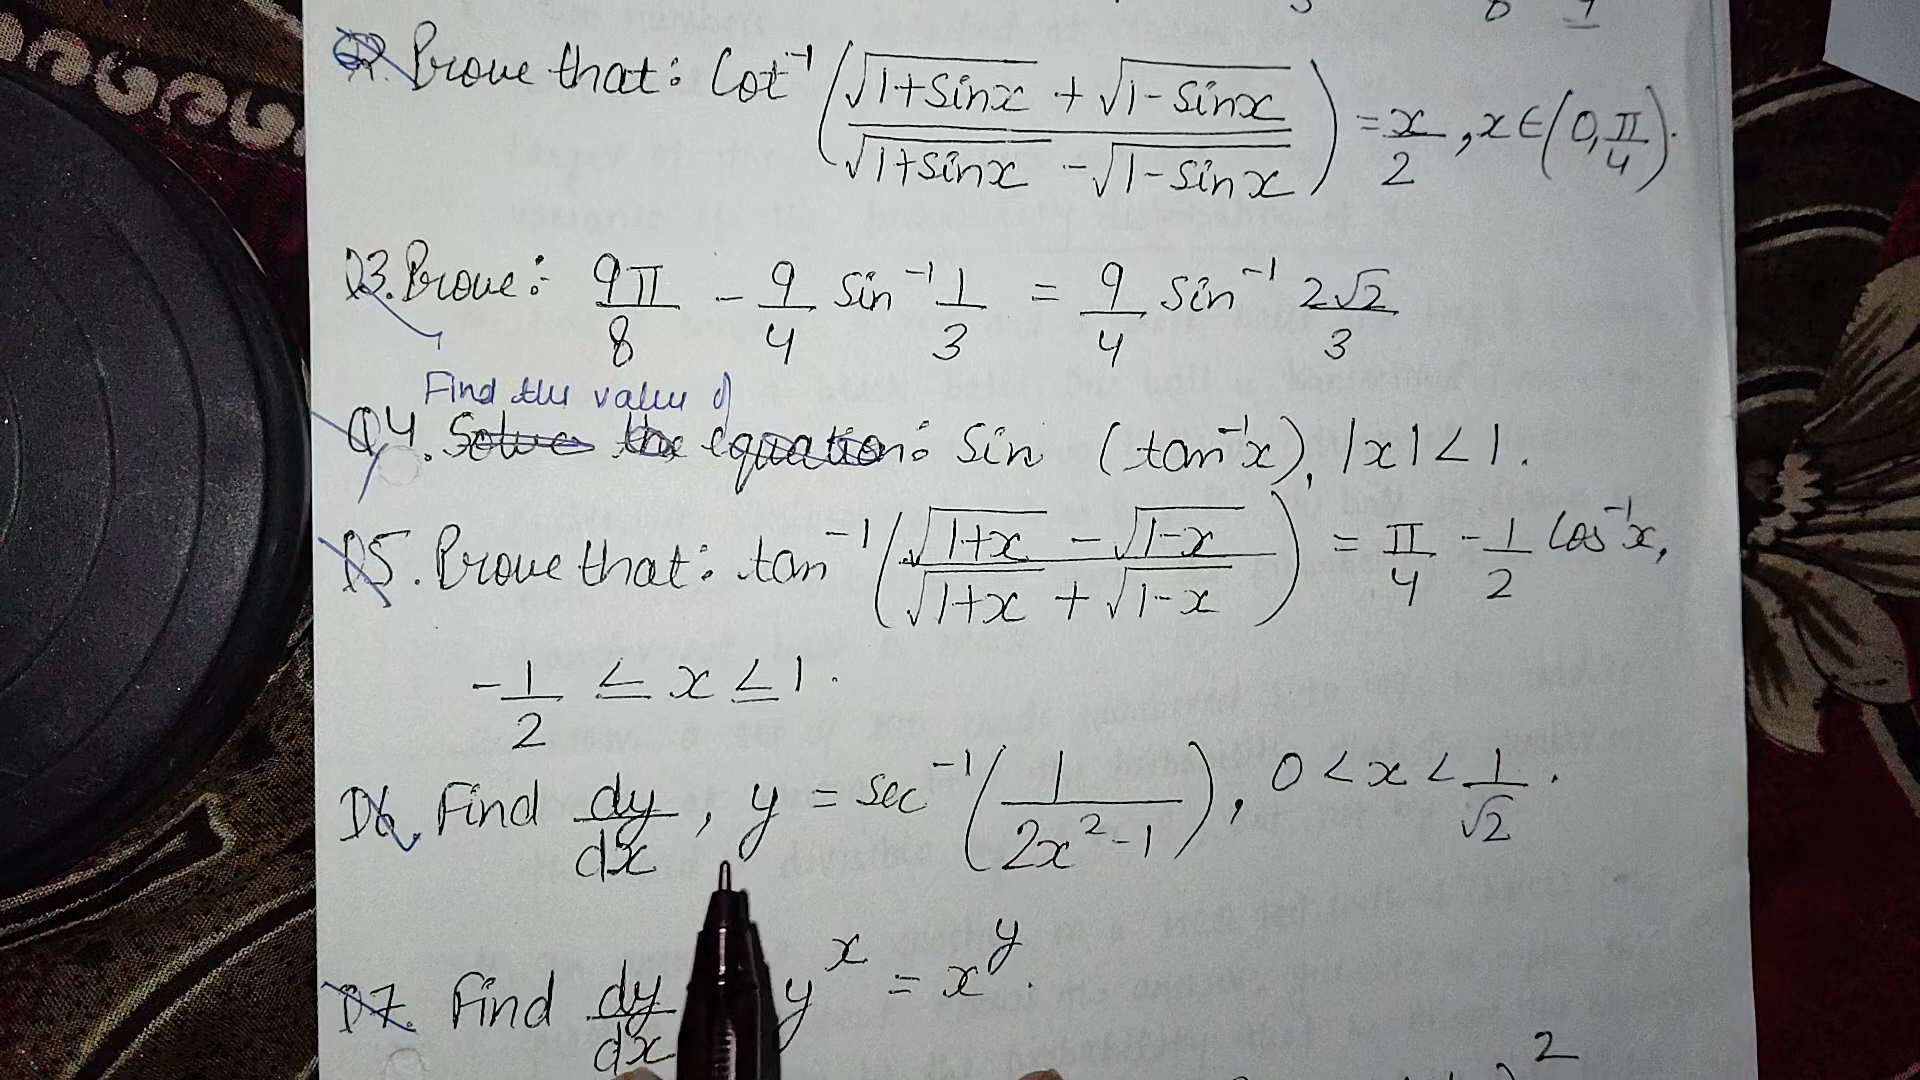 Q2. Prove that: Cot⁻¹ ( (√(1+Sinx) + √(1-Sinx)) / (√(1+Sinx) - √(1-Sinx)) ) = x/2, x ∈ (0, π/4).
Q3. Prove: 9π/8 - 9/4 Sin⁻¹ 1/3 = 9/4 Sin⁻¹ 2√2/3
Find the value of
Q4. Solve the equation: Sin (tan⁻¹x), |x| < 1.
Q5. Prove that: tan⁻¹ ( (√(1+x) - √(1-x)) / (√(1+x) + √(1-x)) ) = π/4 - 1/2 Cos⁻¹x,
-1/2 ≤ x ≤ 1.
Q6. Find dy/dx, y = sec⁻¹ ( 1 / (2x²-1) ), 0 < x < 1/√2.
Q7. Find dy/dx y^x = x^y.